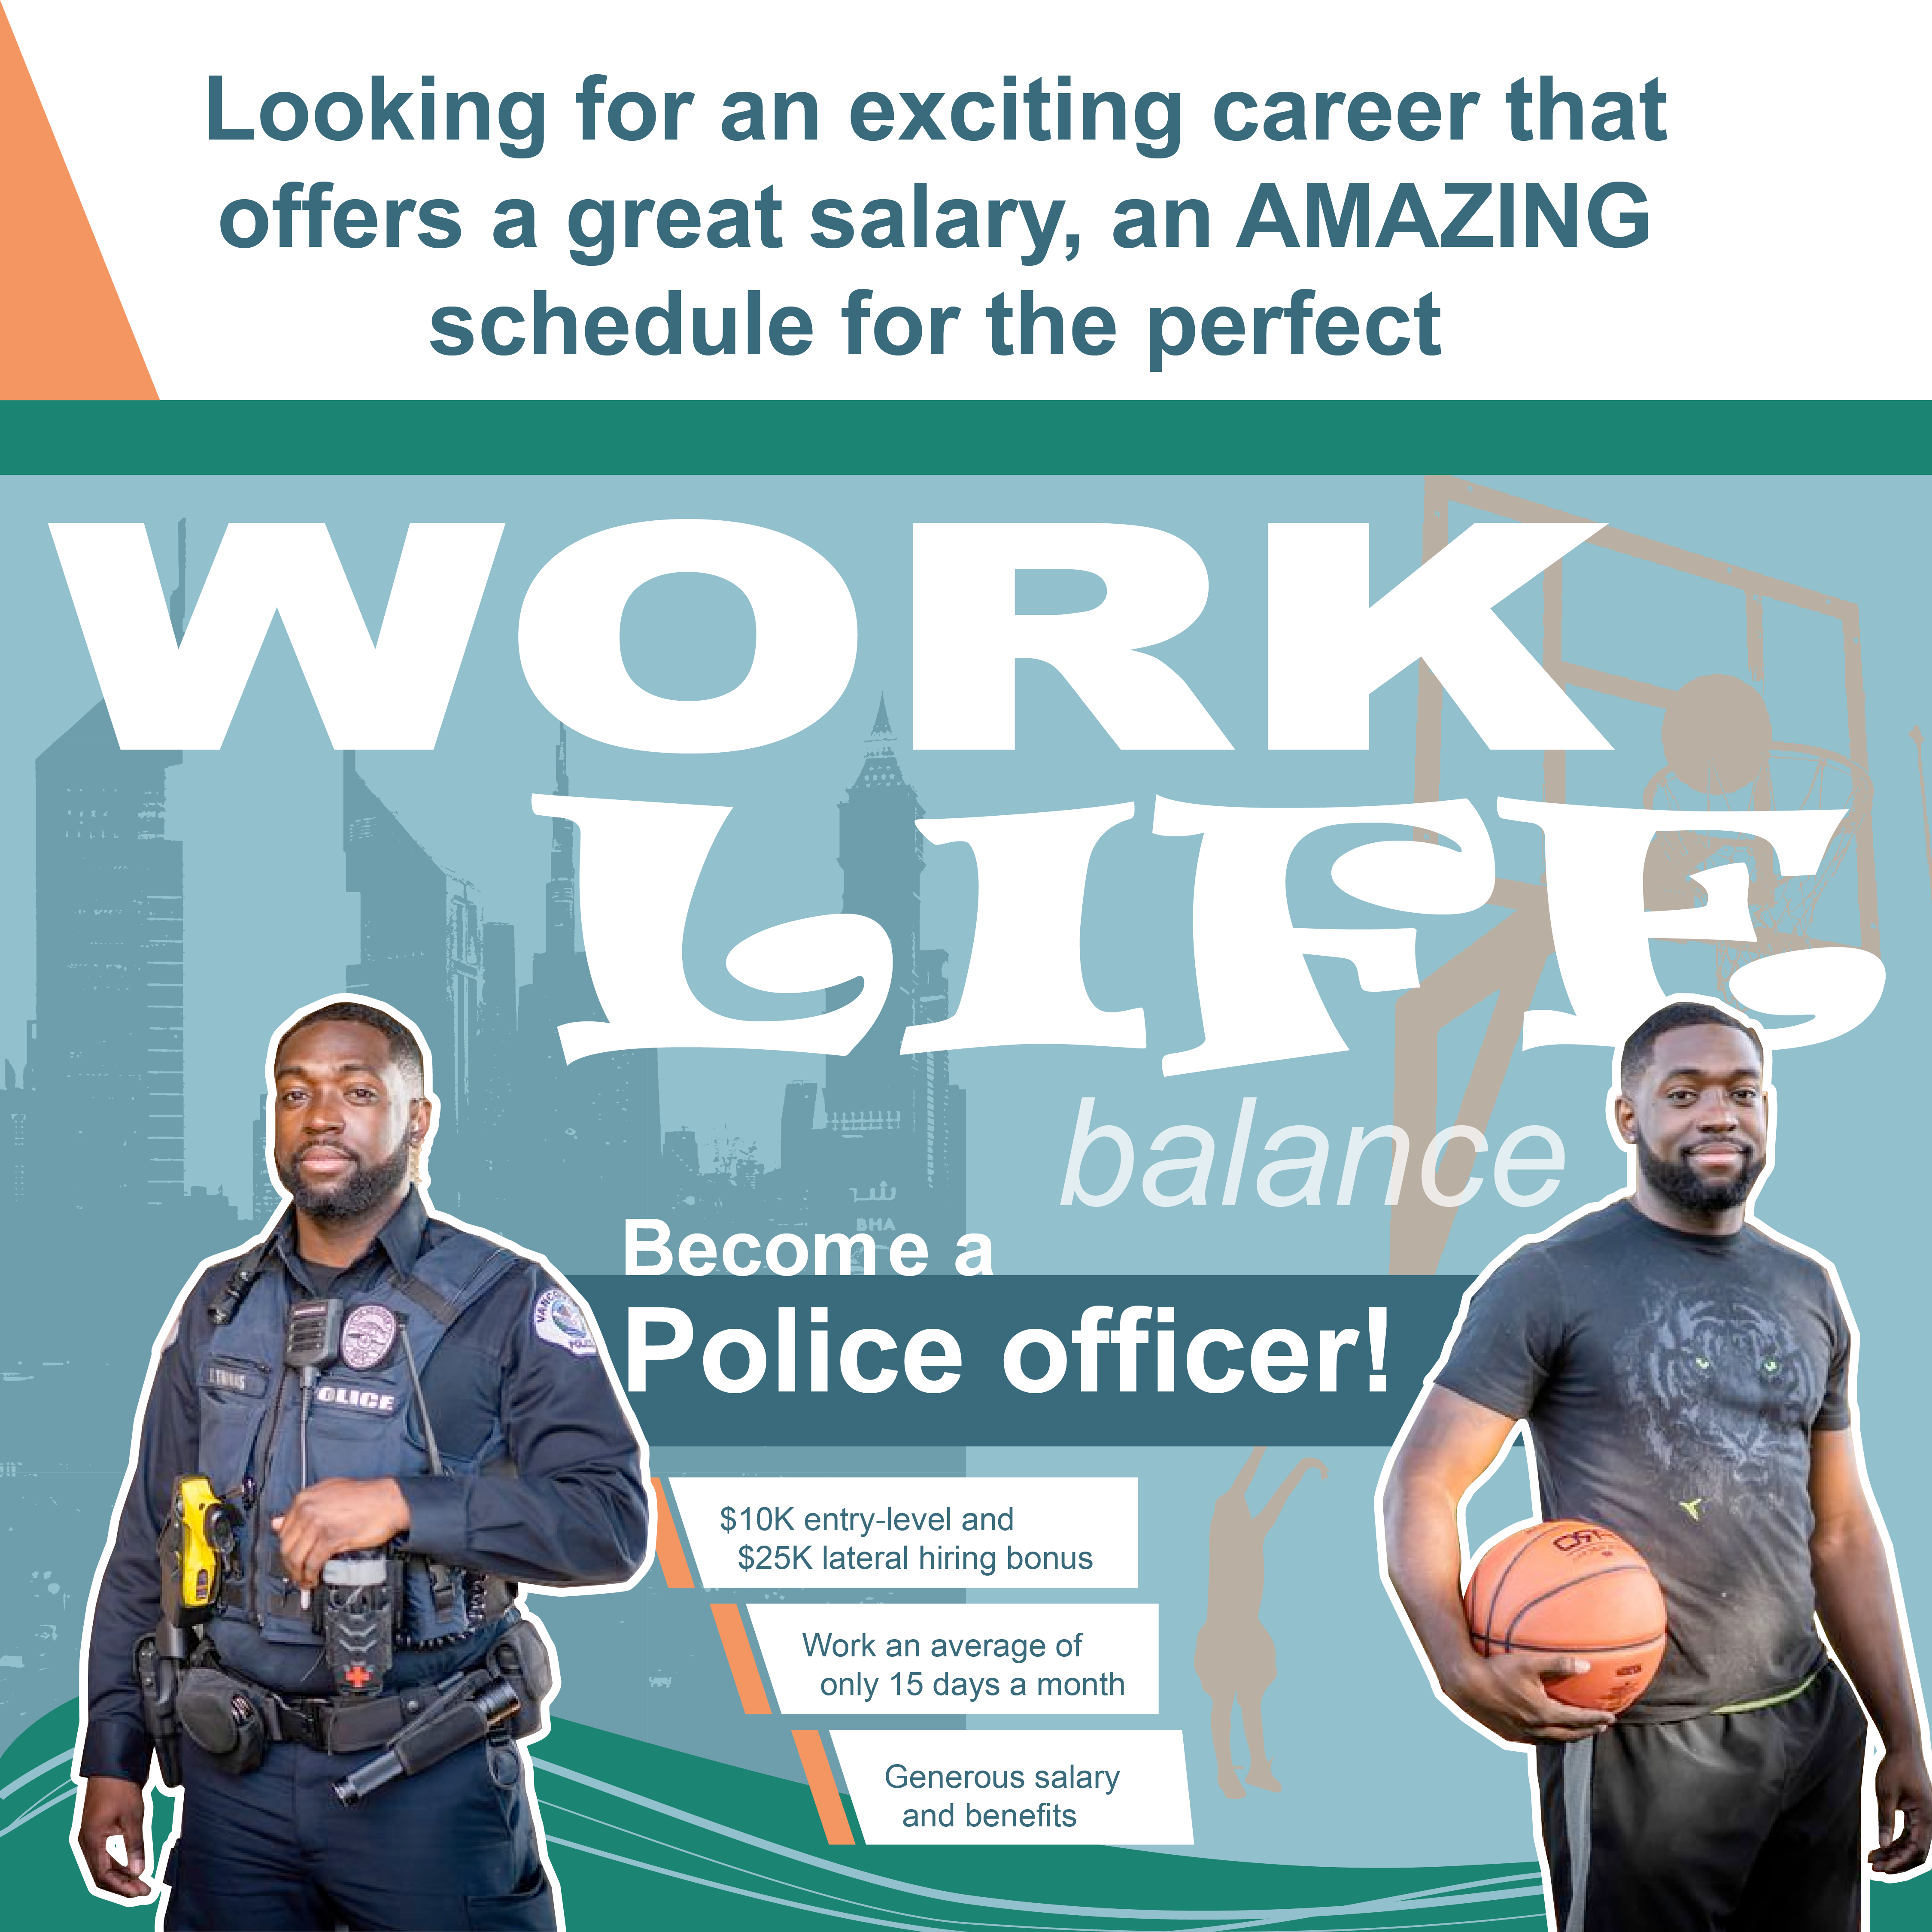 Looking for an exciting career that
offers a great salary, an AMAZING
schedule for the perfect
WORK
LIFE
balance
BHA
Become a
Police officer!
OLICE
$10K entry-level and
$25K lateral hiring bonus
Work an average of
only 15 days a month
Generous salary
and benefits